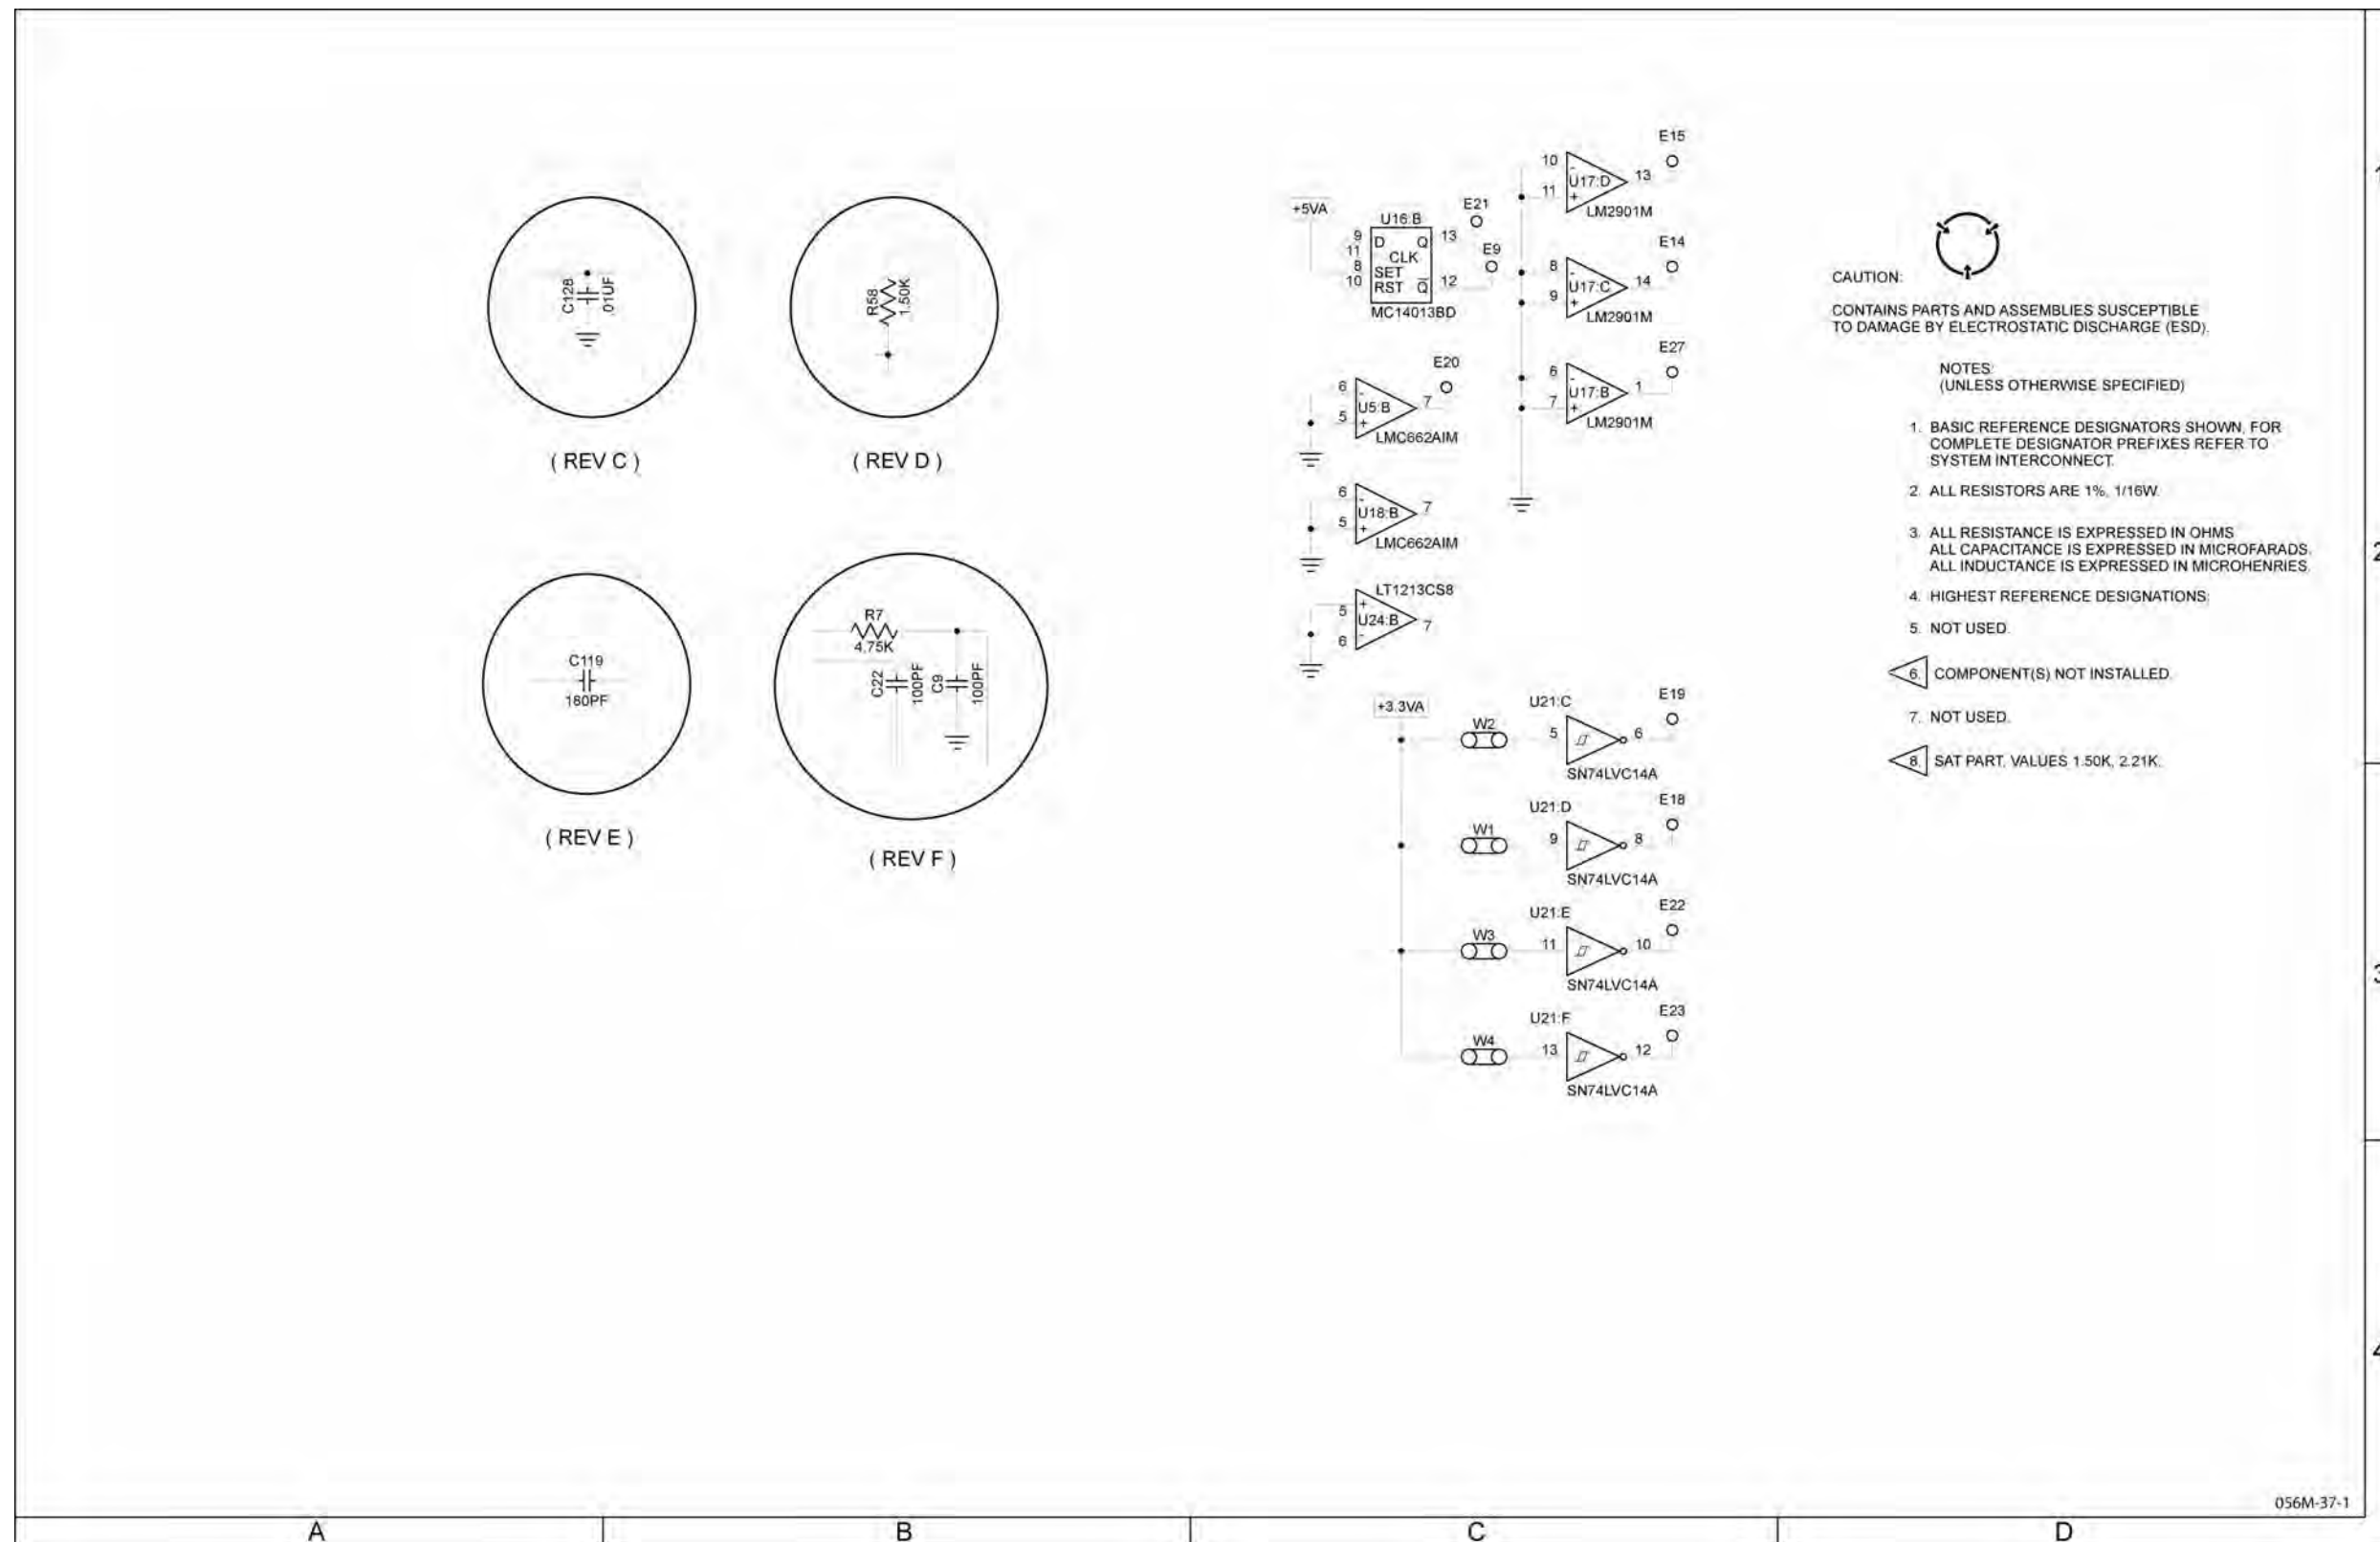 C128
.01UF
( REV C )
R58
1.50K
( REV D )
C119
180PF
( REV E )
R7
4.75K
C22
100PF
C9
100PF
( REV F )
+5VA
U16:B
9
11
8
10
D
Q
CLK
SET
RST
Q
13
12
MC14013BD
E21
E9
E15
10
11
-
+
U17:D
13
LM2901M
E14
8
9
-
+
U17:C
14
LM2901M
E27
6
7
-
+
U17:B
1
LM2901M
E20
6
5
-
+
U5:B
7
LMC662AIM
6
5
-
+
U18:B
7
LMC662AIM
LT1213CS8
5
6
+
-
U24:B
7
+3.3VA
W2
U21:C
5
6
E19
SN74LVC14A
W1
U21:D
9
8
E18
SN74LVC14A
W3
U21:E
11
10
E22
SN74LVC14A
W4
U21:F
13
12
E23
SN74LVC14A
CAUTION:
CONTAINS PARTS AND ASSEMBLIES SUSCEPTIBLE
TO DAMAGE BY ELECTROSTATIC DISCHARGE (ESD).
NOTES:
(UNLESS OTHERWISE SPECIFIED)
1. BASIC REFERENCE DESIGNATORS SHOWN, FOR
COMPLETE DESIGNATOR PREFIXES REFER TO
SYSTEM INTERCONNECT.
2. ALL RESISTORS ARE 1%, 1/16W.
3. ALL RESISTANCE IS EXPRESSED IN OHMS
ALL CAPACITANCE IS EXPRESSED IN MICROFARADS.
ALL INDUCTANCE IS EXPRESSED IN MICROHENRIES.
4. HIGHEST REFERENCE DESIGNATIONS:
5. NOT USED.
6. COMPONENT(S) NOT INSTALLED.
7. NOT USED.
8. SAT PART, VALUES 1.50K, 2.21K.
056M-37-1
A
B
C
D